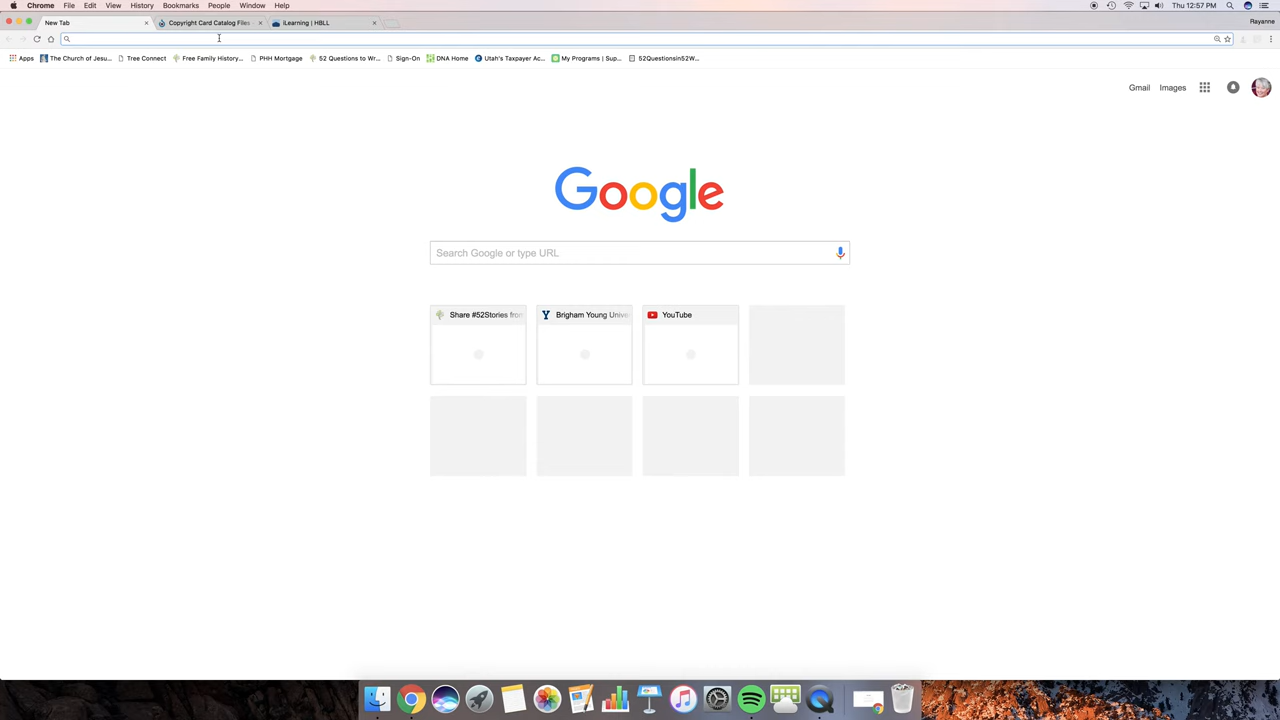 Chrome File Edit View History Bookmarks People Window Help Thu 12:57 PM
New Tab Copyright Card Catalog Files iLearning | HBLL Rayanne
Apps The Church of Jesu... Tree Connect Free Family History... PHH Mortgage 52 Questions to Wr... Sign-On DNA Home Utah's Taxpayer Ac... My Programs | Sup... 52Questionsin52W...
Gmail Images
Google
Search Google or type URL
Share #52Stories from Brigham Young Univer YouTube